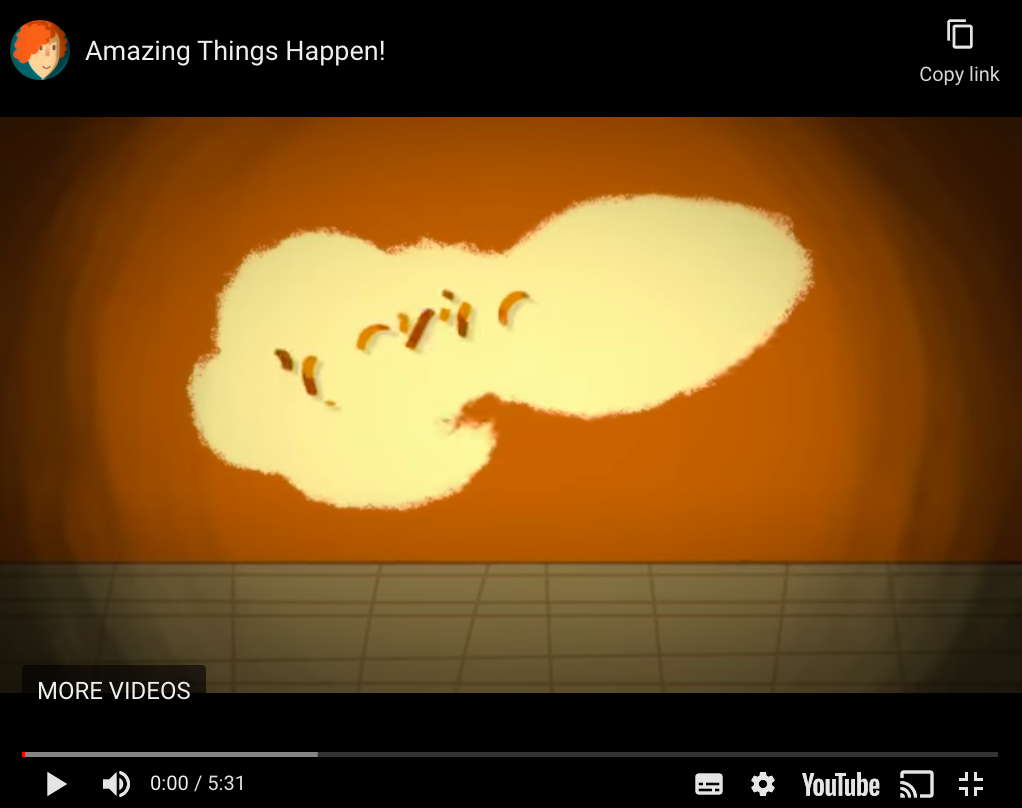 Amazing Things Happen!
Copy link
MORE VIDEOS
0:00 / 5:31
YouTube